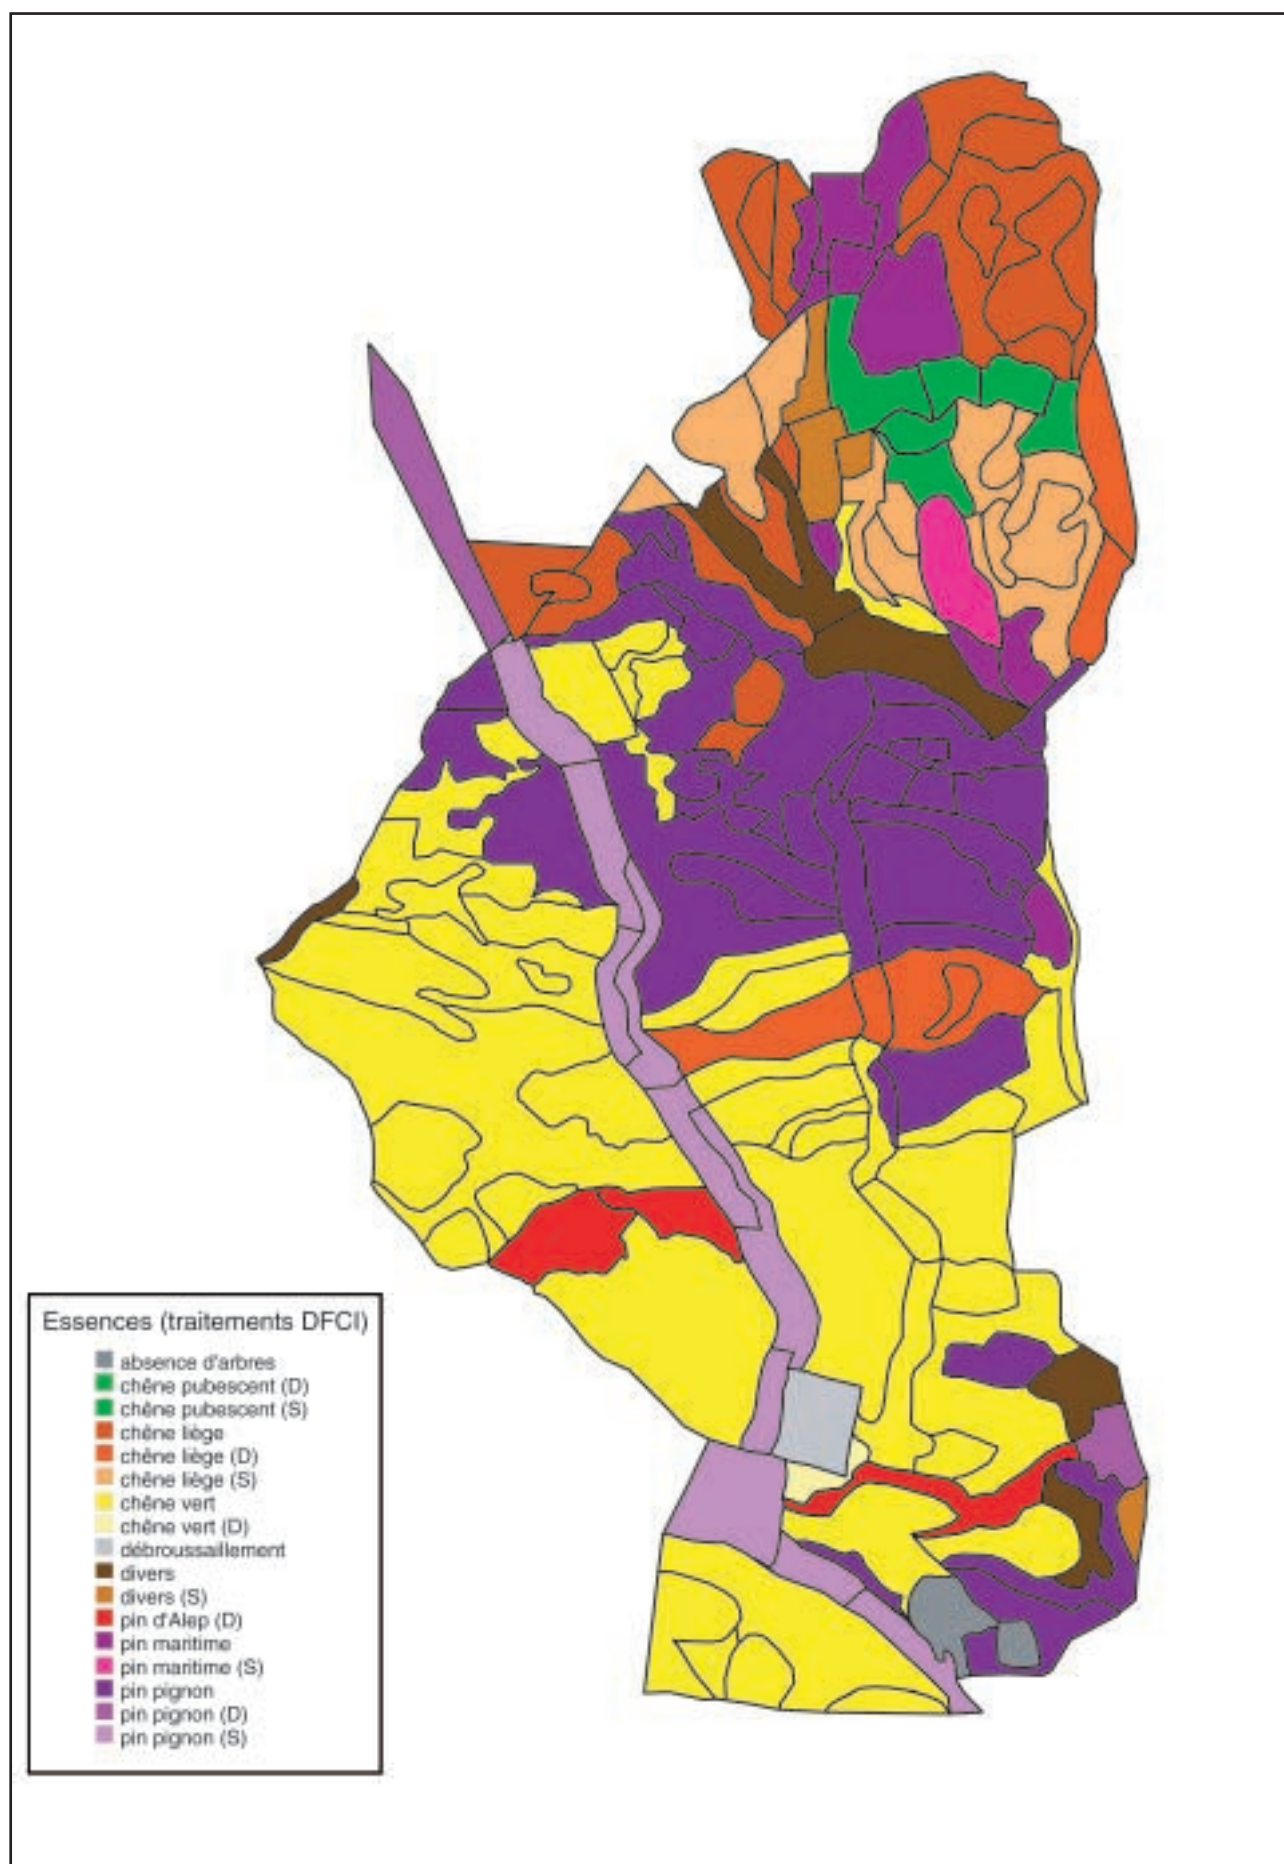 Essences (traitements DFCI)
absence d'arbres
chêne pubescent (D)
chêne pubescent (S)
chêne liège
chêne liège (D)
chêne liège (S)
chêne vert
chêne vert (D)
débroussaillement
divers
divers (S)
pin d'Alep (D)
pin maritime
pin maritime (S)
pin pignon
pin pignon (D)
pin pignon (S)